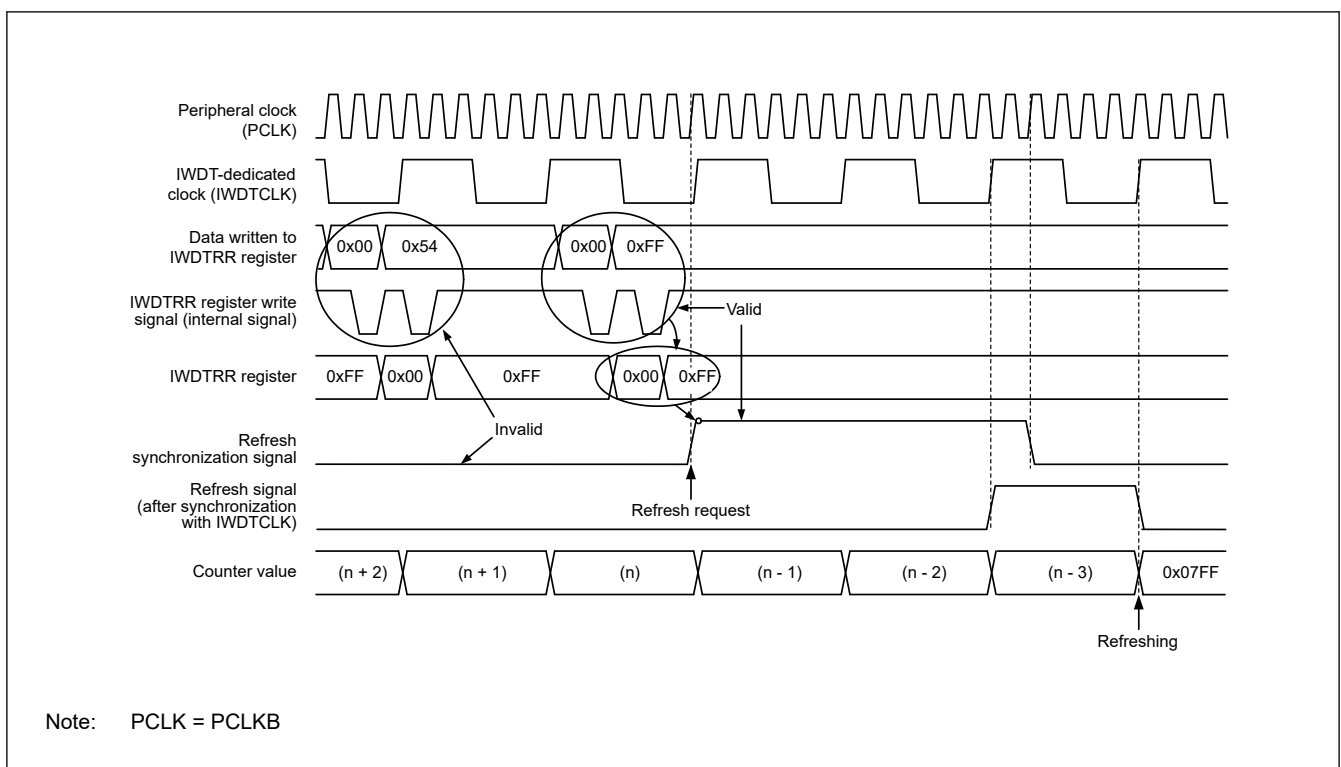 Peripheral clock
(PCLK)
IWDT-dedicated
clock (IWDTCLK)
Data written to
IWDTRR register
0x00 0x54 0x00 0xFF
IWDTRR register write
signal (internal signal)
Valid
IWDTRR register
0xFF 0x00 0xFF 0x00 0xFF
Invalid
Refresh
synchronization signal
Refresh signal
(after synchronization
with IWDTCLK)
Refresh request
Counter value
(n + 2) (n + 1) (n) (n - 1) (n - 2) (n - 3) 0x07FF
Refreshing
Note: PCLK = PCLKB